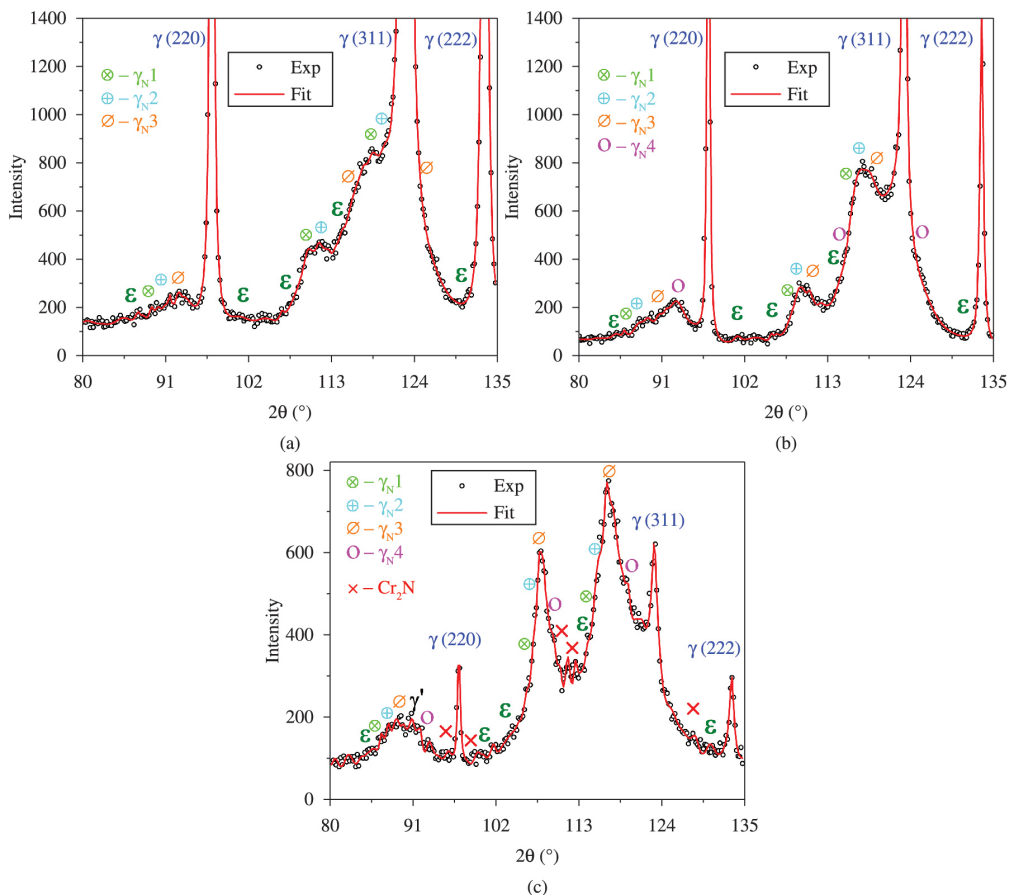 1400
1200
1000
800
600
400
200
0
Intensity
γ (220)
γ (311)
γ (222)
⊗ – γN1
⊕ – γN2
⊘ – γN3
Exp
Fit
ε
ε
ε
ε
ε
80
91
102
113
124
135
2θ (°)
(a)
1400
1200
1000
800
600
400
200
0
Intensity
γ (220)
γ (311)
γ (222)
⊗ – γN1
⊕ – γN2
⊘ – γN3
O – γN4
Exp
Fit
ε
ε
ε
ε
ε
80
91
102
113
124
135
2θ (°)
(b)
800
600
400
200
0
Intensity
⊗ – γN1
⊕ – γN2
⊘ – γN3
O – γN4
× – Cr2N
Exp
Fit
γ (220)
γ (311)
γ (222)
γ'
ε
ε
ε
ε
ε
80
91
102
113
124
135
2θ (°)
(c)